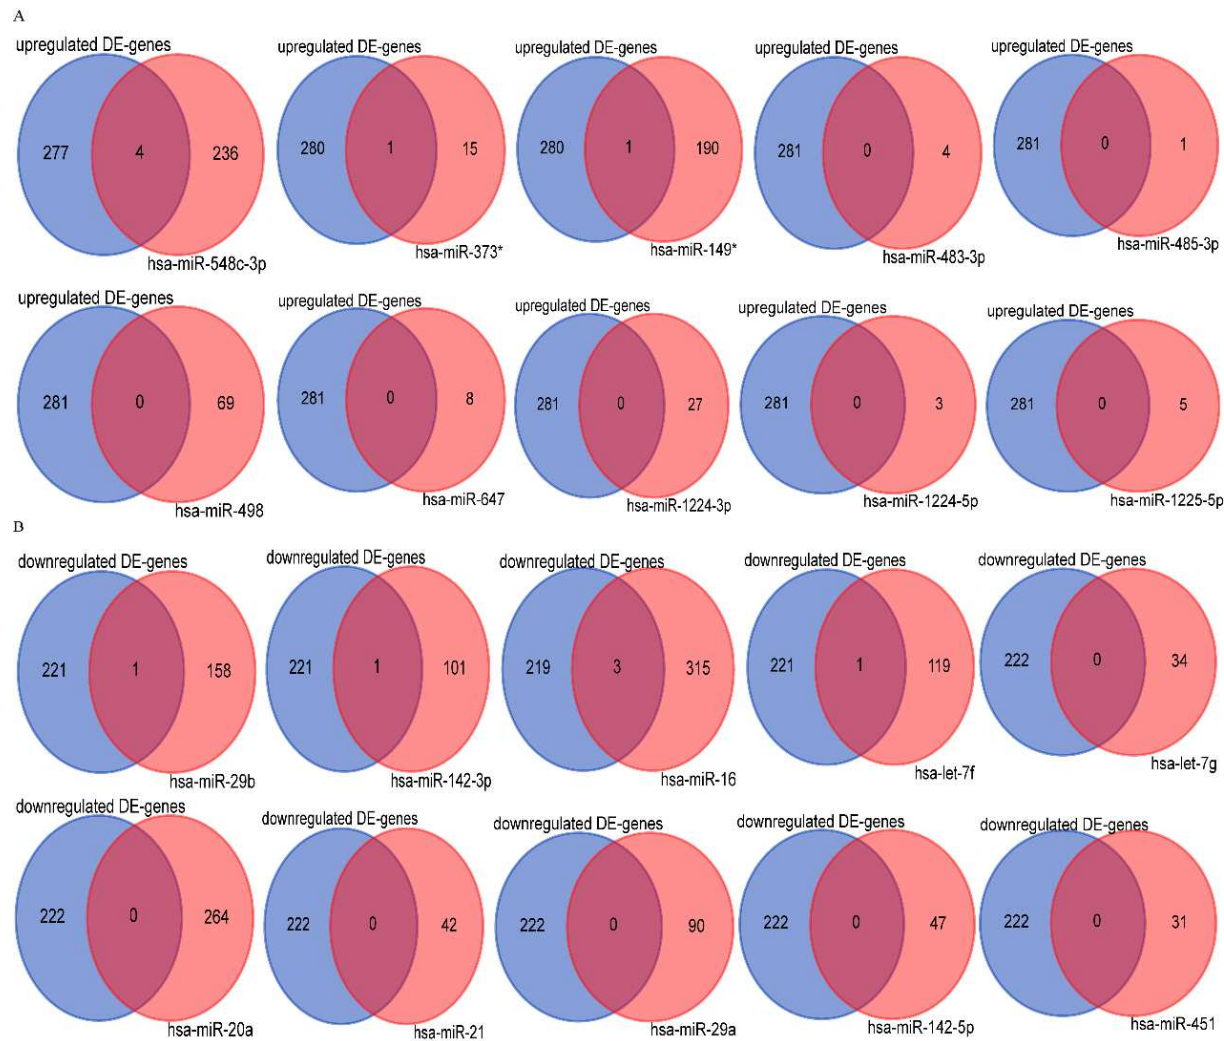 A
upregulated DE-genes
277 4 236
hsa-miR-548c-3p
upregulated DE-genes
280 1 15
hsa-miR-373*
upregulated DE-genes
280 1 190
hsa-miR-149*
upregulated DE-genes
281 0 4
hsa-miR-483-3p
upregulated DE-genes
281 0 1
hsa-miR-485-3p
upregulated DE-genes
281 0 69
hsa-miR-498
upregulated DE-genes
281 0 8
hsa-miR-647
upregulated DE-genes
281 0 27
hsa-miR-1224-3p
upregulated DE-genes
281 0 3
hsa-miR-1224-5p
upregulated DE-genes
281 0 5
hsa-miR-1225-5p
B
downregulated DE-genes
221 1 158
hsa-miR-29b
downregulated DE-genes
221 1 101
hsa-miR-142-3p
downregulated DE-genes
219 3 315
hsa-miR-16
downregulated DE-genes
221 1 119
hsa-let-7f
downregulated DE-genes
222 0 34
hsa-let-7g
downregulated DE-genes
222 0 264
hsa-miR-20a
downregulated DE-genes
222 0 42
hsa-miR-21
downregulated DE-genes
222 0 90
hsa-miR-29a
downregulated DE-genes
222 0 47
hsa-miR-142-5p
downregulated DE-genes
222 0 31
hsa-miR-451